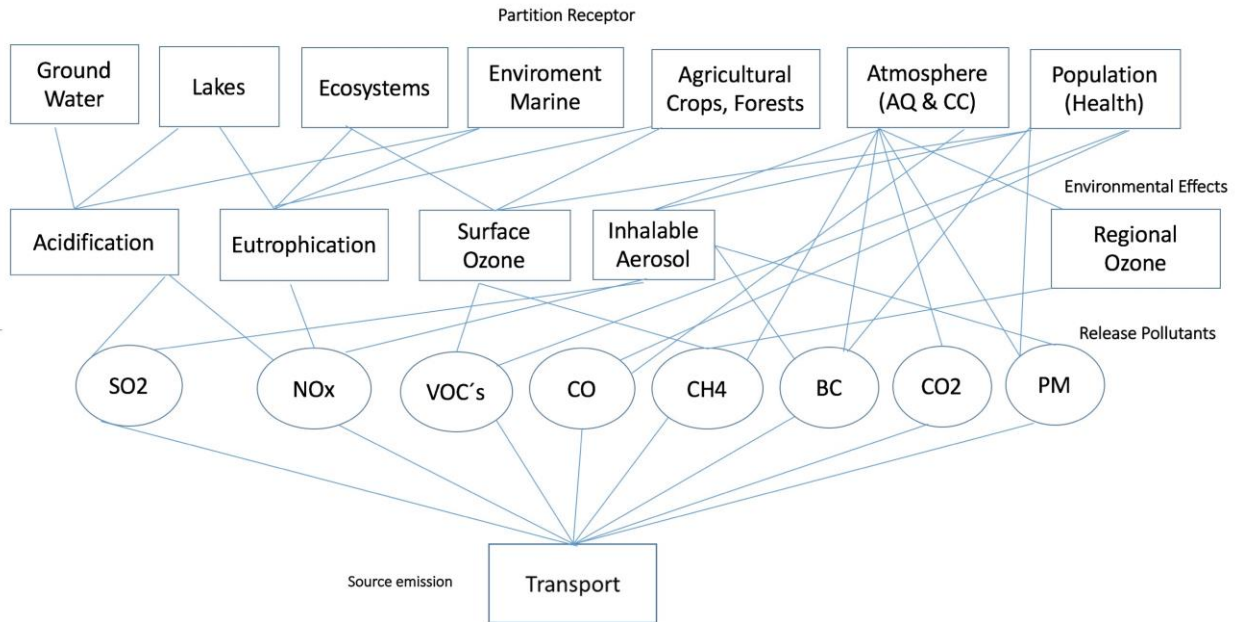 Partition Receptor
Ground
Water
Lakes
Ecosystems
Enviroment
Marine
Agricultural
Crops, Forests
Atmosphere
(AQ & CC)
Population
(Health)
Environmental Effects
Acidification
Eutrophication
Surface
Ozone
Inhalable
Aerosol
Regional
Ozone
Release Pollutants
SO2
NOx
VOC´s
CO
CH4
BC
CO2
PM
Source emission
Transport